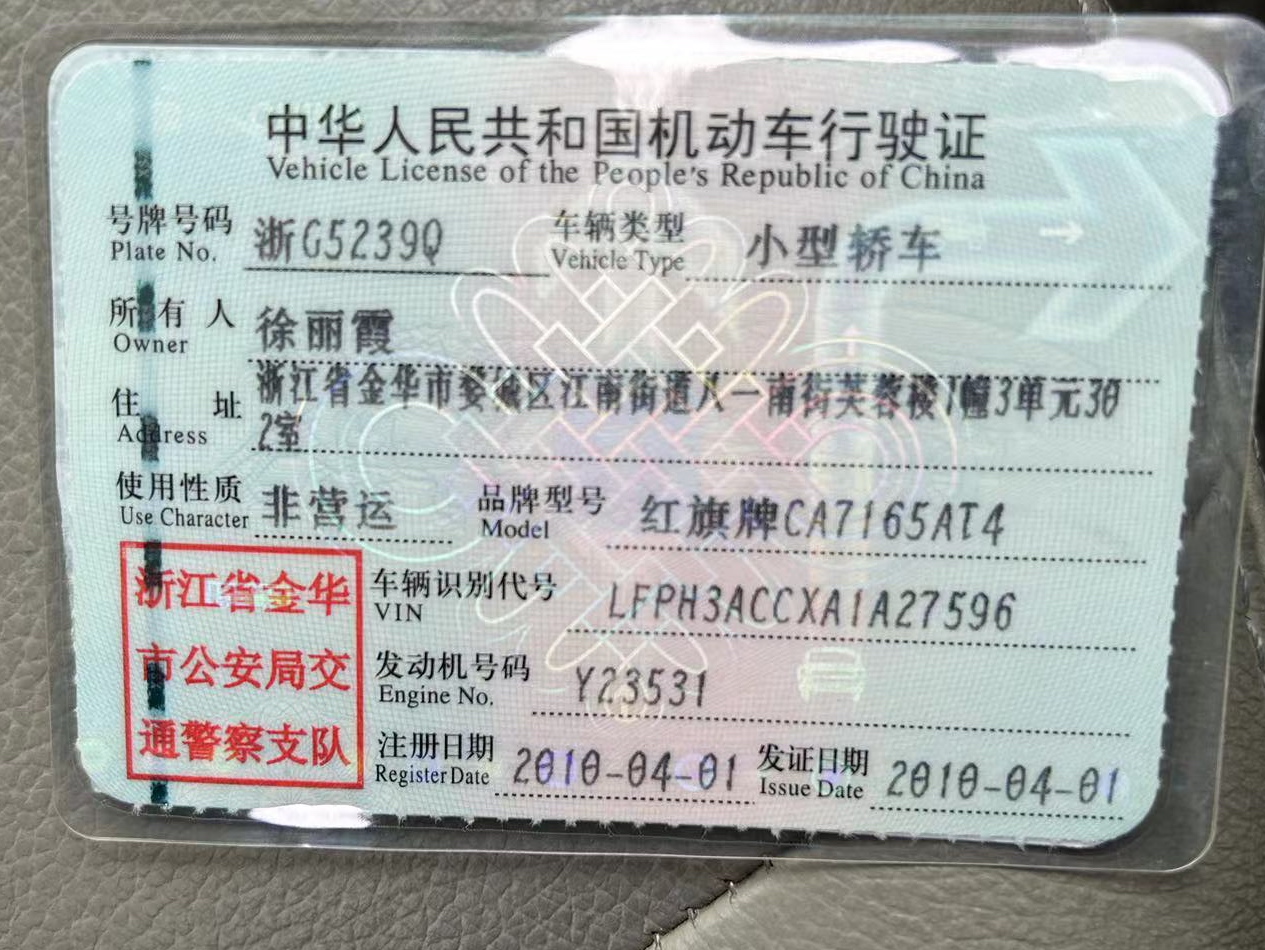 中华人民共和国机动车行驶证
Vehicle License of the People's Republic of China
号牌号码 浙G5239Q 车辆类型 小型轿车
Plate No. Vehicle Type
所有人 徐丽霞
Owner
住址 浙江省金华市婺城区江南街道八一南街芙蓉楼1幢3单元30
Address 2室
使用性质 非营运 品牌型号 红旗牌CA7165AT4
Use Character Model
浙江省金华
市公安局交
通警察支队
车辆识别代号 LFPH3ACCXA1A27596
VIN
发动机号码 Y23531
Engine No.
注册日期 2010-04-01 发证日期 2010-04-01
Register Date Issue Date